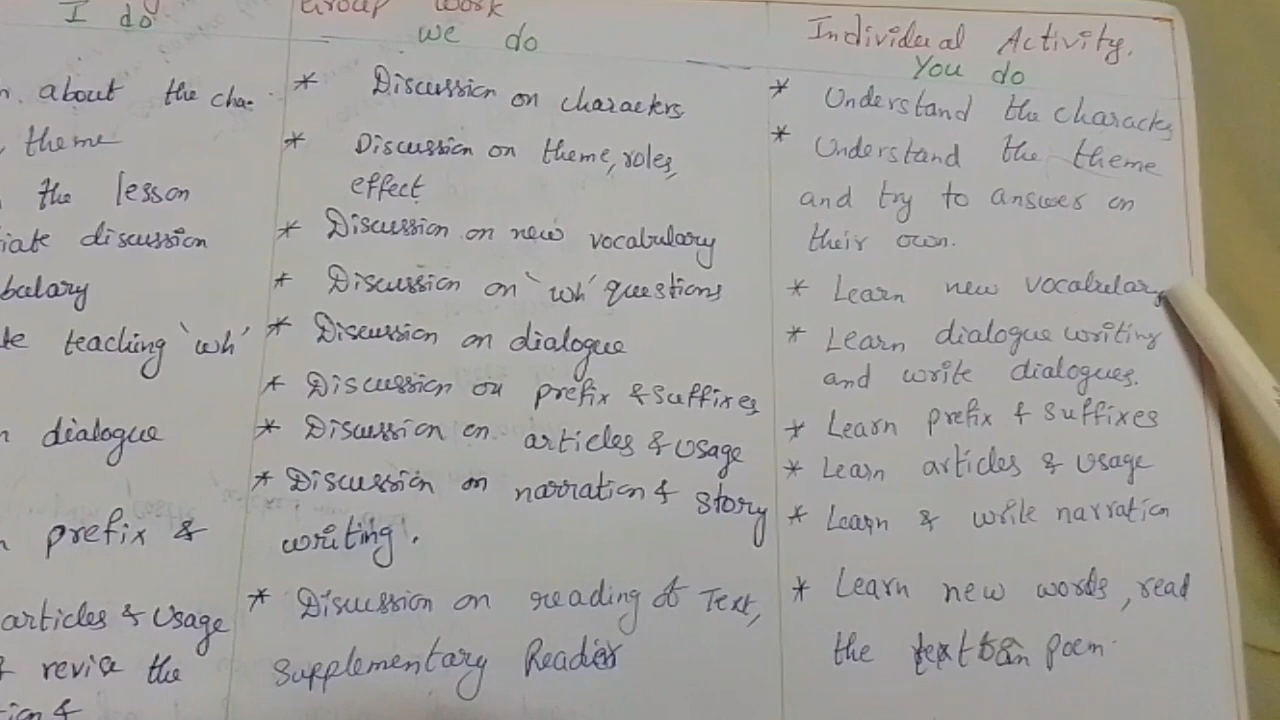 I do
n about the cha-
theme
the lesson
iate discussion
bulary
te teaching 'wh'
n dialogue
n prefix &
articles & Usage
& revise the
tion &
Group Work
we do
* Discussion on characters
* Discussion on theme, roles,
effect
* Discussion on new vocabulary
* Discussion on 'wh' questions
* Discussion on dialogue
* Discussion on prefix & Suffixes
* Discussion on articles & Usage
* Discussion on narration & story
writing.
* Discussion on reading of Text,
Supplementary Reader
Individual Activity.
You do
* Understand the characters
* Understand the theme
and try to answer on
their own.
* Learn new vocabulary
* Learn dialogue writing
and write dialogues.
* Learn prefix & Suffixes
* Learn articles & Usage
* Learn & write narration
* Learn new words, read
the text poem